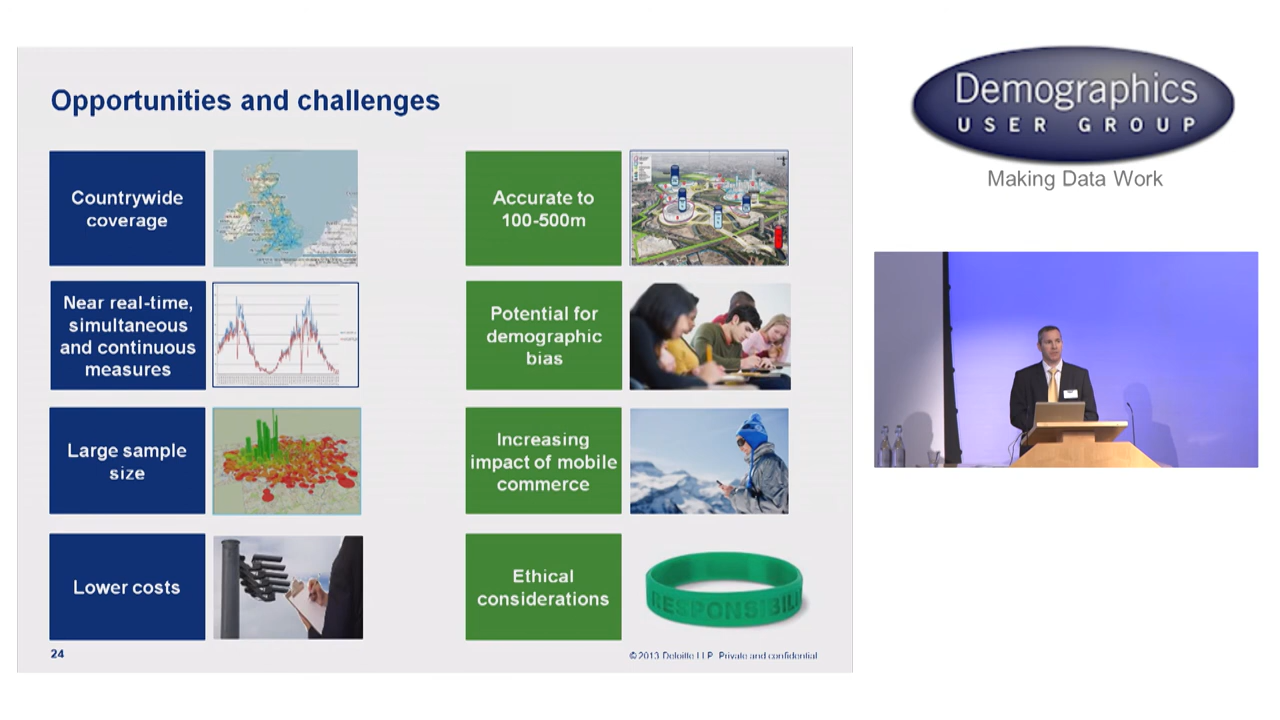 Opportunities and challenges
Countrywide
coverage
Near real-time,
simultaneous
and continuous
measures
Large sample
size
Lower costs
Accurate to
100-500m
Potential for
demographic
bias
Increasing
impact of mobile
commerce
Ethical
considerations
RESPONSIBILI
24
© 2013 Deloitte LLP. Private and confidential
Demographics
USER GROUP
Making Data Work